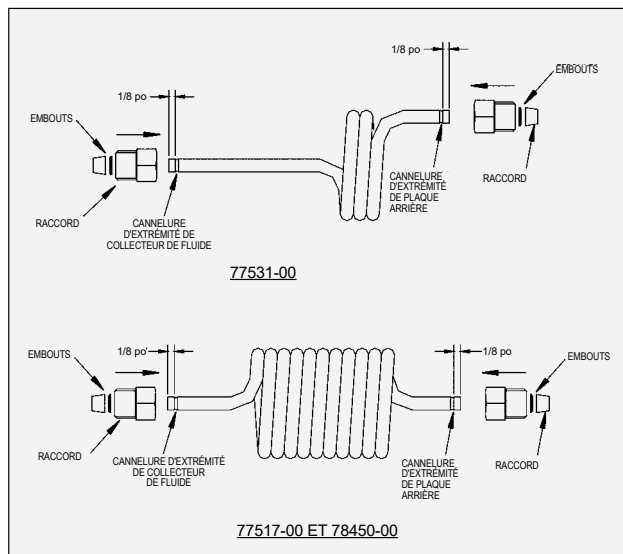 1/8 po
EMBOUTS
1/8 po
EMBOUTS
RACCORD
CANNELURE
D'EXTRÉMITÉ DE
COLLECTEUR DE FLUIDE
CANNELURE
D'EXTRÉMITÉ
DE PLAQUE
ARRIÈRE
RACCORD
77531-00
1/8 po
1/8 po
EMBOUTS
EMBOUTS
RACCORD
CANNELURE D'EXTRÉMITÉ
DE COLLECTEUR
DE FLUIDE
CANNELURE
D'EXTRÉMITÉ
DE PLAQUE
ARRIÈRE
RACCORD
77517-00 ET 78450-00